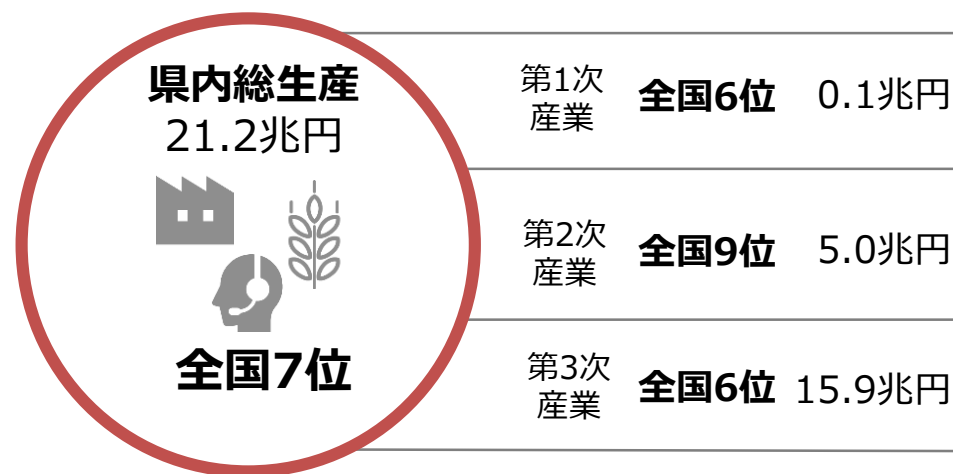 県内総生産
21.2兆円
全国7位
第1次
産業
全国6位
0.1兆円
第2次
産業
全国9位
5.0兆円
第3次
産業
全国6位
15.9兆円